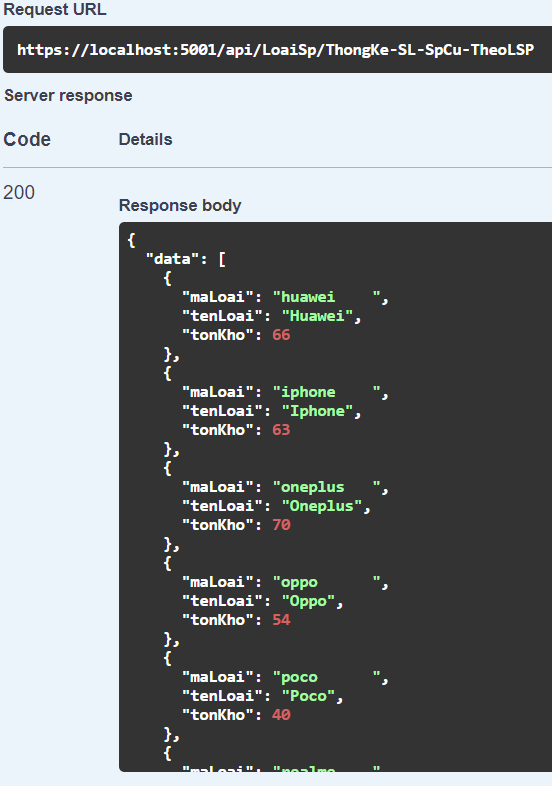 Request URL
https://localhost:5001/api/LoaiSp/ThongKe-SL-SpCu-TheoLSP
Server response
Code Details
200
Response body
{
  "data": [
    {
      "maLoai": "huawei    ",
      "tenLoai": "Huawei",
      "tonKho": 66
    },
    {
      "maLoai": "iphone    ",
      "tenLoai": "Iphone",
      "tonKho": 63
    },
    {
      "maLoai": "oneplus   ",
      "tenLoai": "Oneplus",
      "tonKho": 70
    },
    {
      "maLoai": "oppo      ",
      "tenLoai": "Oppo",
      "tonKho": 54
    },
    {
      "maLoai": "poco      ",
      "tenLoai": "Poco",
      "tonKho": 40
    },
    {
      "maLoai": "realme    "